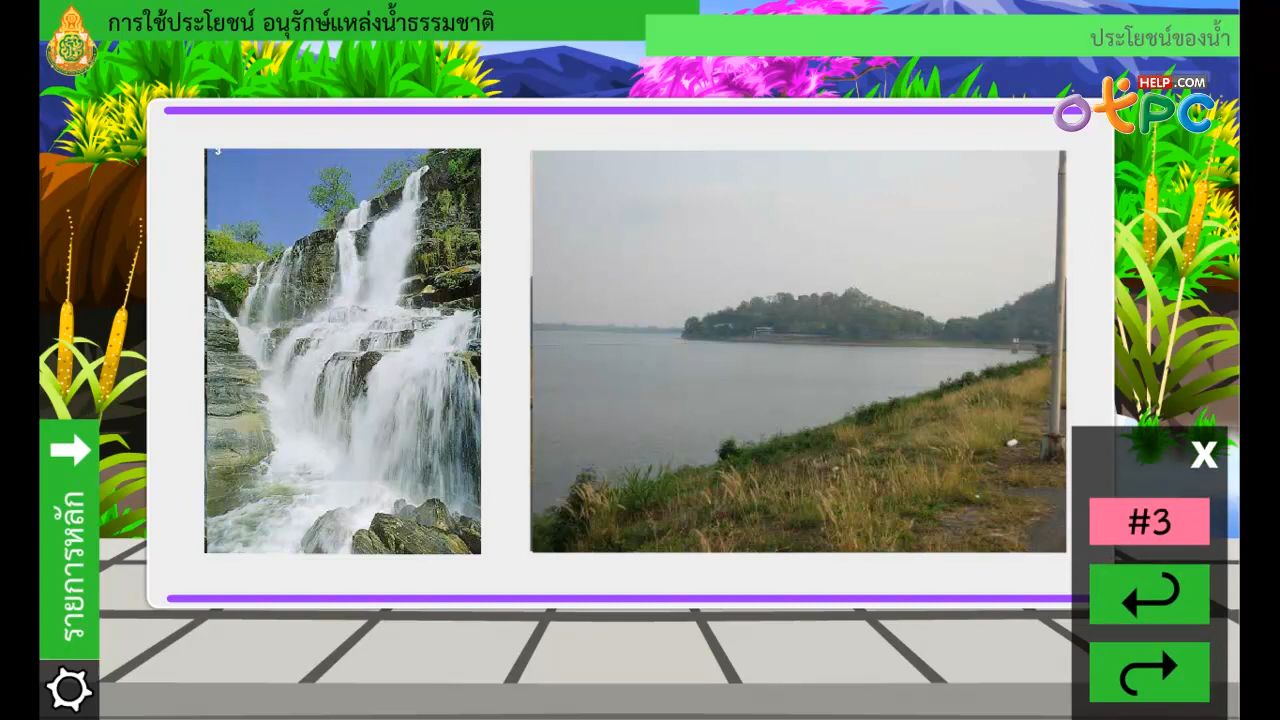 การใช้ประโยชน์ อนุรักษ์แหล่งน้ำธรรมชาติ
ประโยชน์ของน้ำ
HELP.COM
OTPC
3
X
#3
รายการหลัก